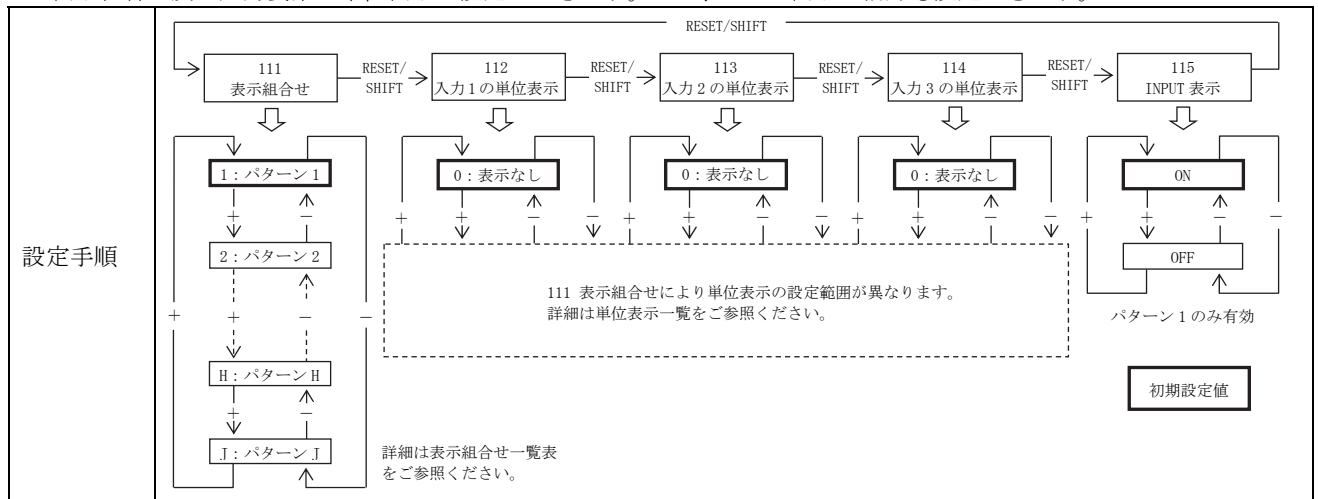 RESET/SHIFT
111
表示組合せ
RESET/
SHIFT
112
入力1の単位表示
RESET/
SHIFT
113
入力2の単位表示
RESET/
SHIFT
114
入力3の単位表示
RESET/
SHIFT
115
INPUT 表示
1:パターン1
0:表示なし
0:表示なし
0:表示なし
ON
+ −
+ + − −
+ + − −
+ + − −
+ + − −
設定手順
2:パターン2
OFF
111 表示組合せにより単位表示の設定範囲が異なります。
詳細は単位表示一覧をご参照ください。
パターン1のみ有効
+ + − −
H:パターンH
初期設定値
+ −
J:パターンJ
詳細は表示組合せ一覧表
をご参照ください。